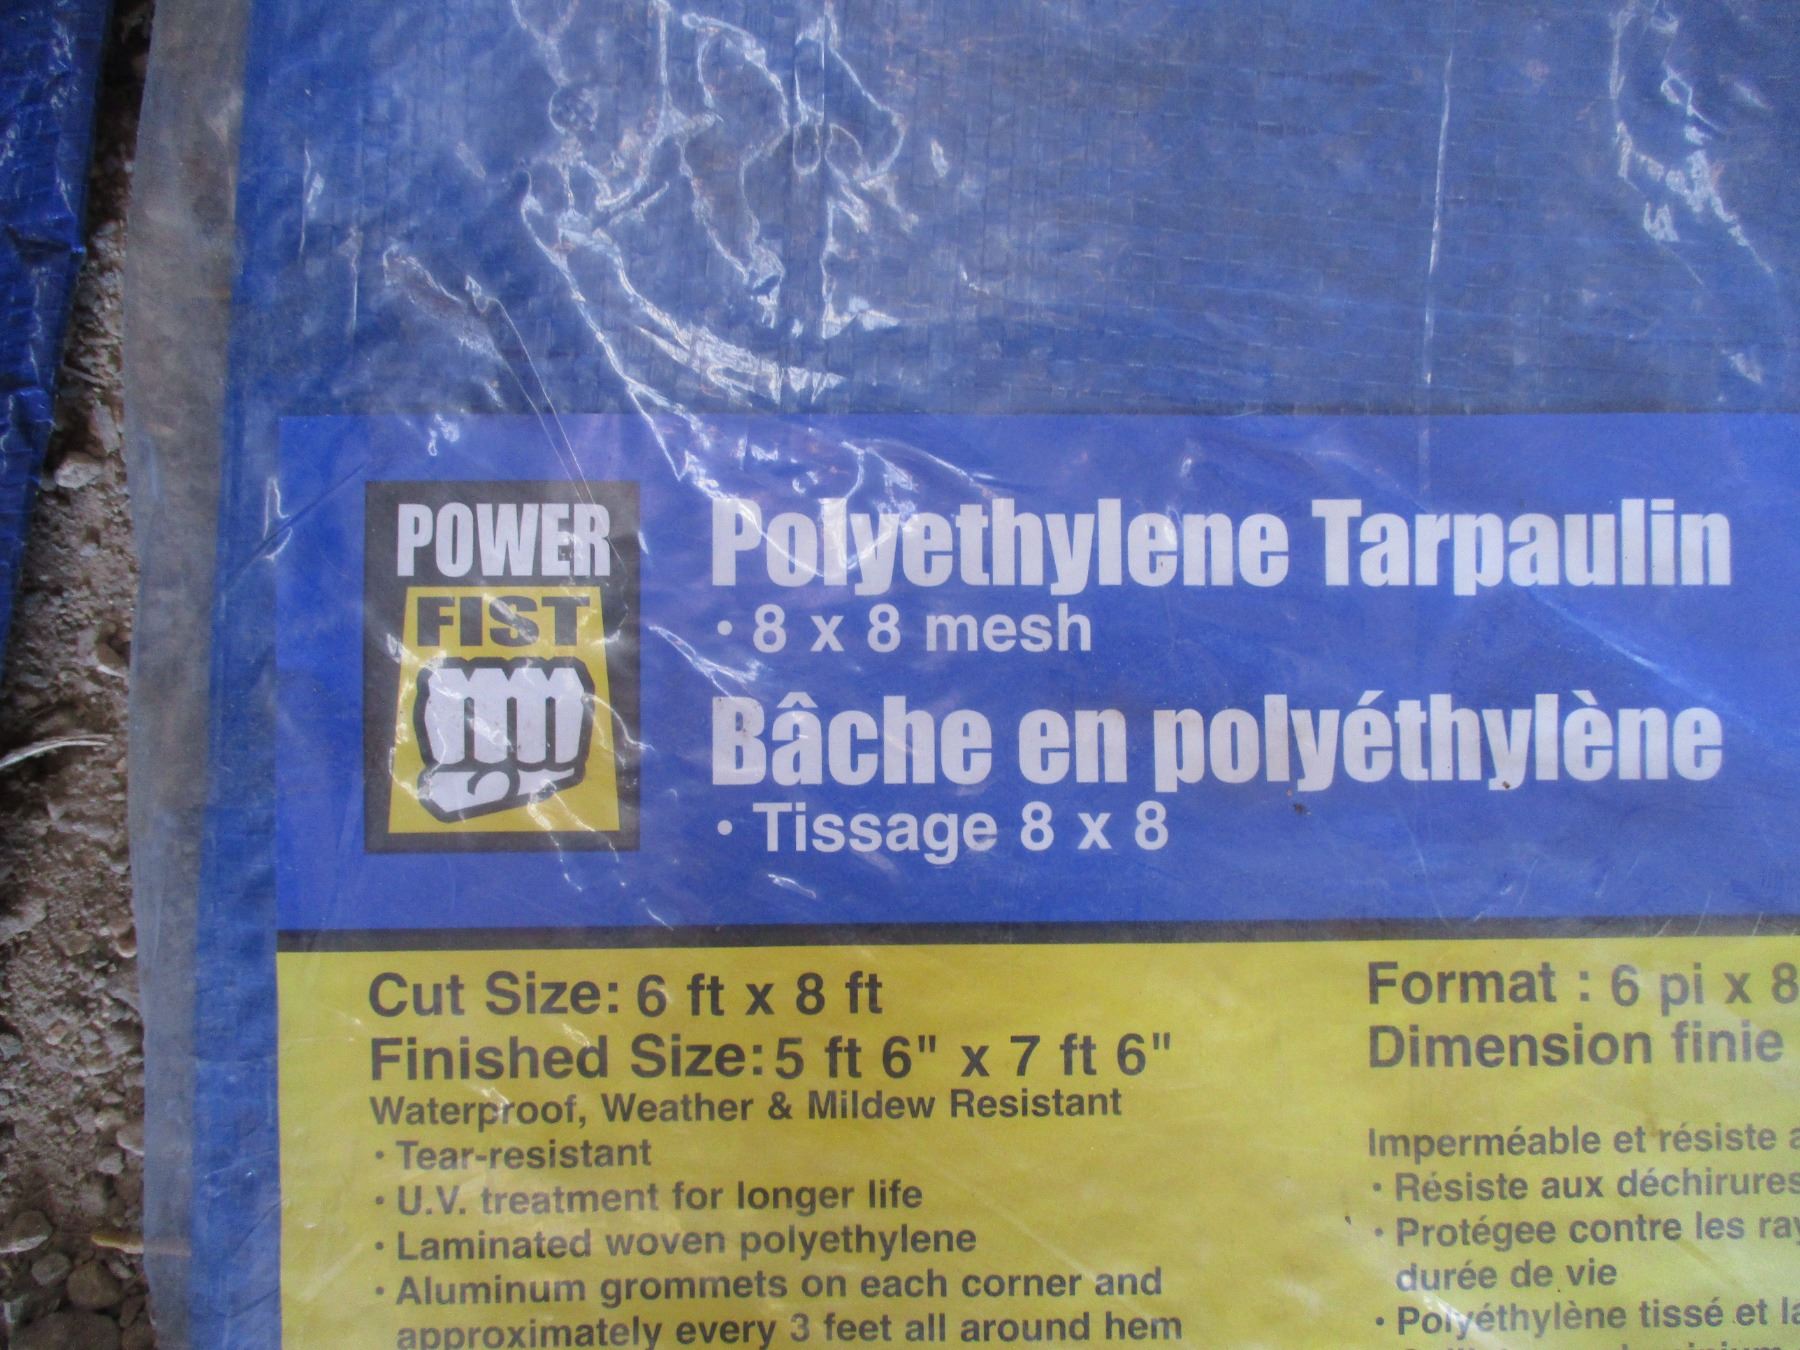 POWER
FIST
Polyethylene Tarpaulin
• 8 x 8 mesh
Bâche en polyéthylène
• Tissage 8 x 8
Cut Size: 6 ft x 8 ft
Finished Size: 5 ft 6" x 7 ft 6"
Waterproof, Weather & Mildew Resistant
• Tear-resistant
• U.V. treatment for longer life
• Laminated woven polyethylene
• Aluminum grommets on each corner and
approximately every 3 feet all around hem
Format : 6 pi x 8
Dimension finie
Imperméable et résiste
• Résiste aux déchirures
• Protégee contre les
durée de vie
• Polyéthylène tissé et